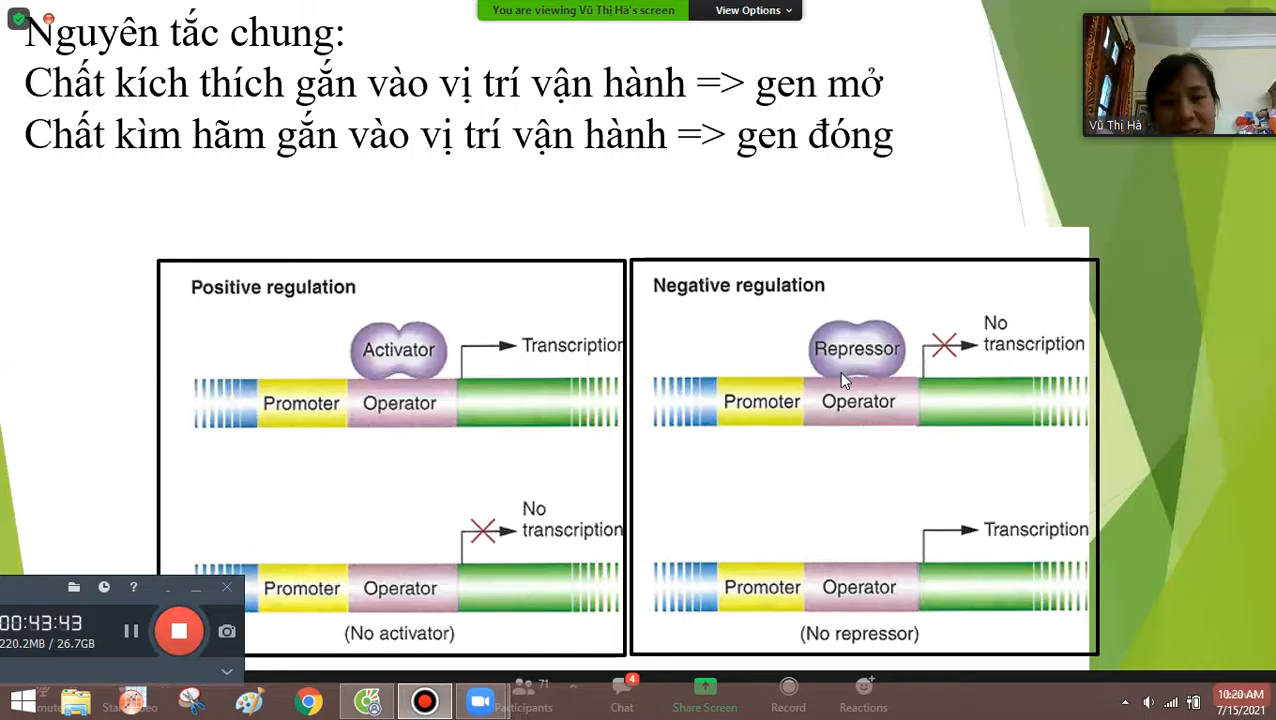 You are viewing Vũ Thị Hà's screen
View Options
Nguyên tắc chung:
Chất kích thích gắn vào vị trí vận hành => gen mở
Chất kìm hãm gắn vào vị trí vận hành => gen đóng
Vũ Thị Hà
Positive regulation
Activator
Transcription
Promoter
Operator
No
transcription
Promoter
Operator
(No activator)
Negative regulation
Repressor
No
transcription
Promoter
Operator
Transcription
Promoter
Operator
(No repressor)
00:43:43
220.2MB / 26.7GB
71
4
Participants
Chat
Share Screen
Record
Reactions
10:20 AM
7/15/2021